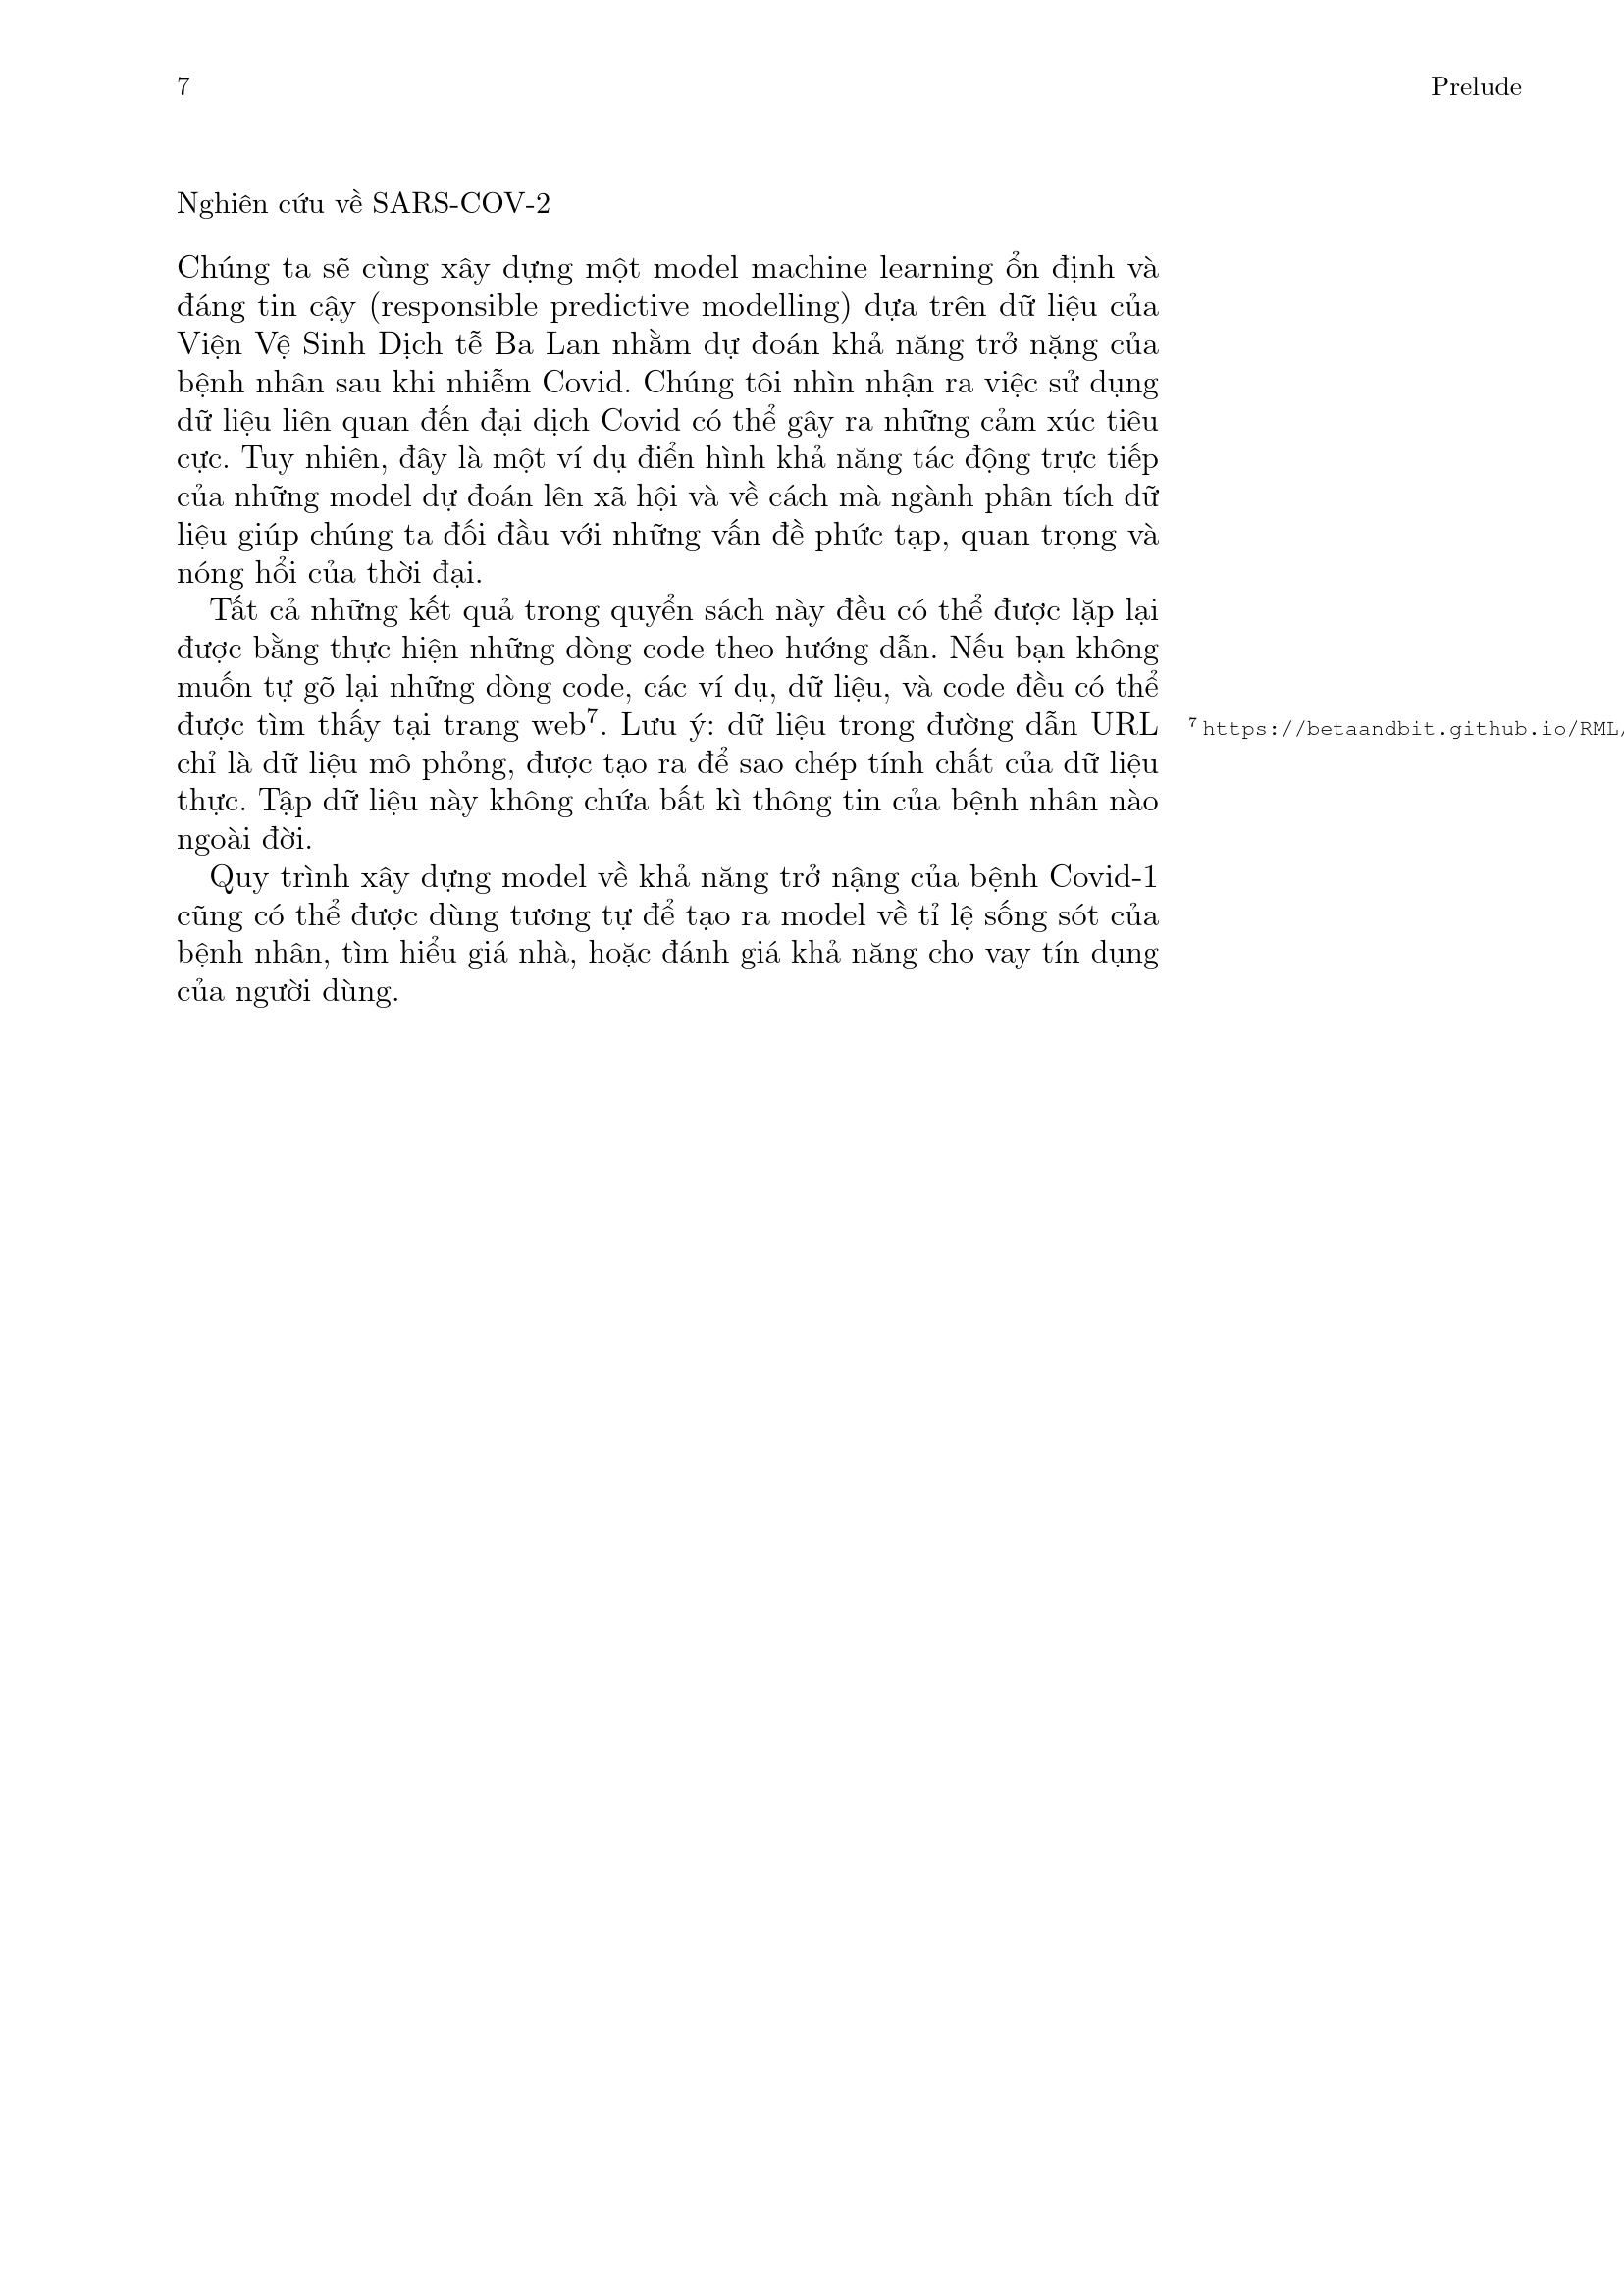 7 Prelude
Nghiên cứu về SARS-COV-2
Chúng ta sẽ cùng xây dựng một model machine learning ổn định và
đáng tin cậy (responsible predictive modelling) dựa trên dữ liệu của
Viện Vệ Sinh Dịch tễ Ba Lan nhằm dự đoán khả năng trở nặng của
bệnh nhân sau khi nhiễm Covid. Chúng tôi nhìn nhận ra việc sử dụng
dữ liệu liên quan đến đại dịch Covid có thể gây ra những cảm xúc tiêu
cực. Tuy nhiên, đây là một ví dụ điển hình khả năng tác động trực tiếp
của những model dự đoán lên xã hội và về cách mà ngành phân tích dữ
liệu giúp chúng ta đối đầu với những vấn đề phức tạp, quan trọng và
nóng hổi của thời đại.
Tất cả những kết quả trong quyển sách này đều có thể được lặp lại
được bằng thực hiện những dòng code theo hướng dẫn. Nếu bạn không
muốn tự gõ lại những dòng code, các ví dụ, dữ liệu, và code đều có thể
được tìm thấy tại trang web⁷. Lưu ý: dữ liệu trong đường dẫn URL
chỉ là dữ liệu mô phỏng, được tạo ra để sao chép tính chất của dữ liệu
thực. Tập dữ liệu này không chứa bất kì thông tin của bệnh nhân nào
ngoài đời.
Quy trình xây dựng model về khả năng trở nậng của bệnh Covid-1
cũng có thể được dùng tương tự để tạo ra model về tỉ lệ sống sót của
bệnh nhân, tìm hiểu giá nhà, hoặc đánh giá khả năng cho vay tín dụng
của người dùng.
⁷ https://betaandbit.github.io/RML/